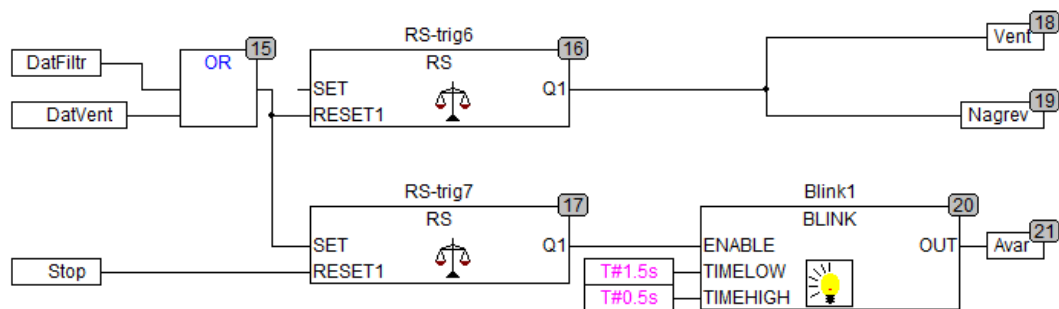 RS-trig6
18
Vent
15
OR
16
RS
DatFiltr
SET
Q1
DatVent
RESET1
19
Nagrev
RS-trig7
Blink1
17
RS
20
BLINK
21
SET
Q1
ENABLE
OUT
Avar
Stop
RESET1
T#1.5s
TIMELOW
T#0.5s
TIMEHIGH